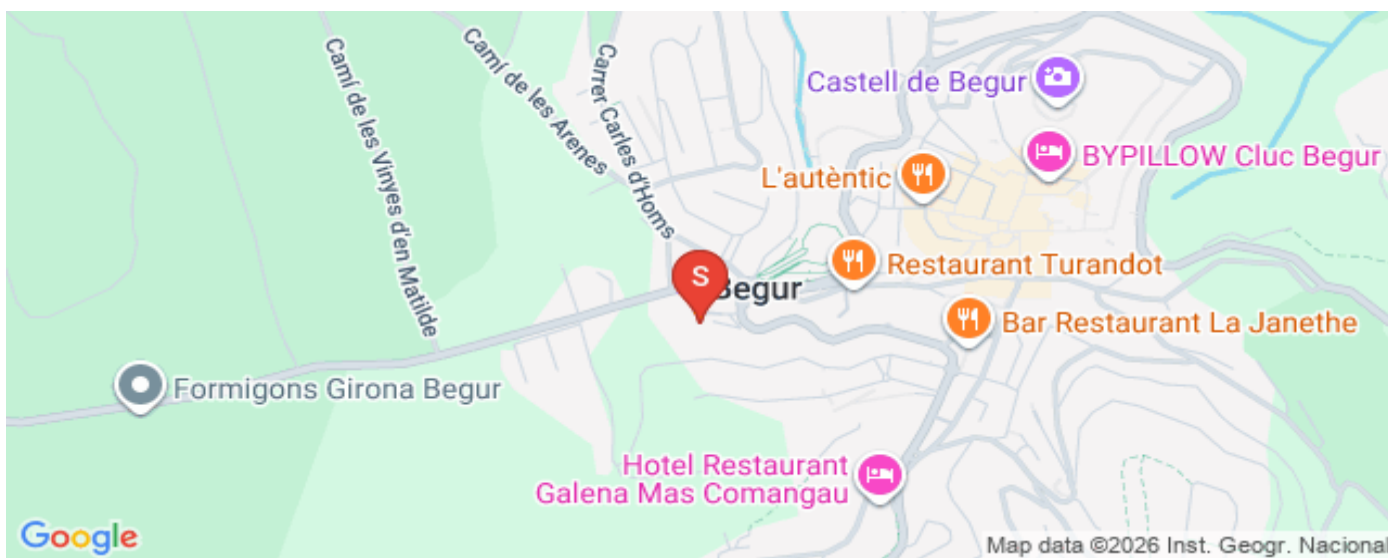 Camí de les Vinyes d'en Matilde
Camí de les Arenes
Carrer Carles d'Homs
Castell de Begur
BYPILLOW Cluc Begur
L'autèntic
Restaurant Turandot
S
Begur
Bar Restaurant La Janethe
Formigons Girona Begur
Hotel Restaurant
Galena Mas Comangau
Google
Map data ©2026 Inst. Geogr. Nacional